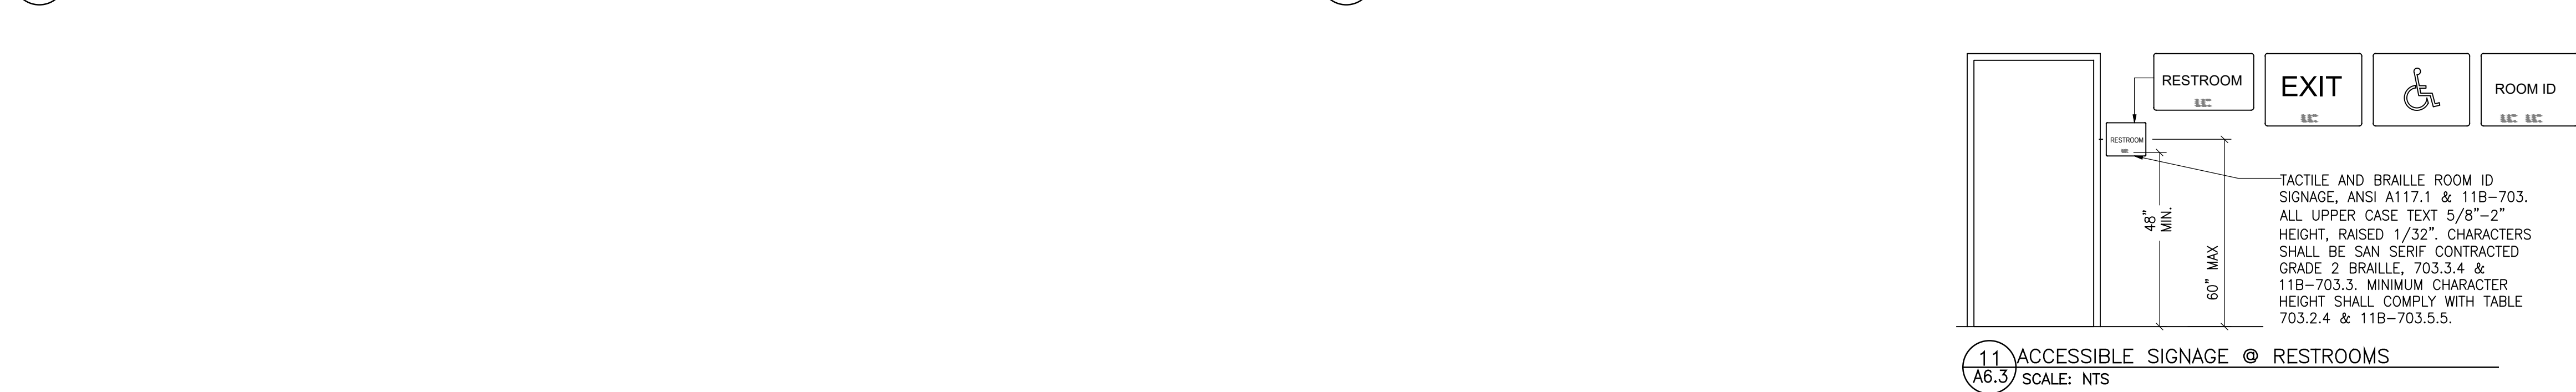 RESTROOM
EXIT
ROOM ID
RESTROOM
48"
MIN.
60" MAX
TACTILE AND BRAILLE ROOM ID
SIGNAGE, ANSI A117.1 & 11B-703.
ALL UPPER CASE TEXT 5/8"-2"
HEIGHT, RAISED 1/32". CHARACTERS
SHALL BE SAN SERIF CONTRACTED
GRADE 2 BRAILLE, 703.3.4 &
11B-703.3. MINIMUM CHARACTER
HEIGHT SHALL COMPLY WITH TABLE
703.2.4 & 11B-703.5.5.
11
A6.3
ACCESSIBLE SIGNAGE @ RESTROOMS
SCALE: NTS